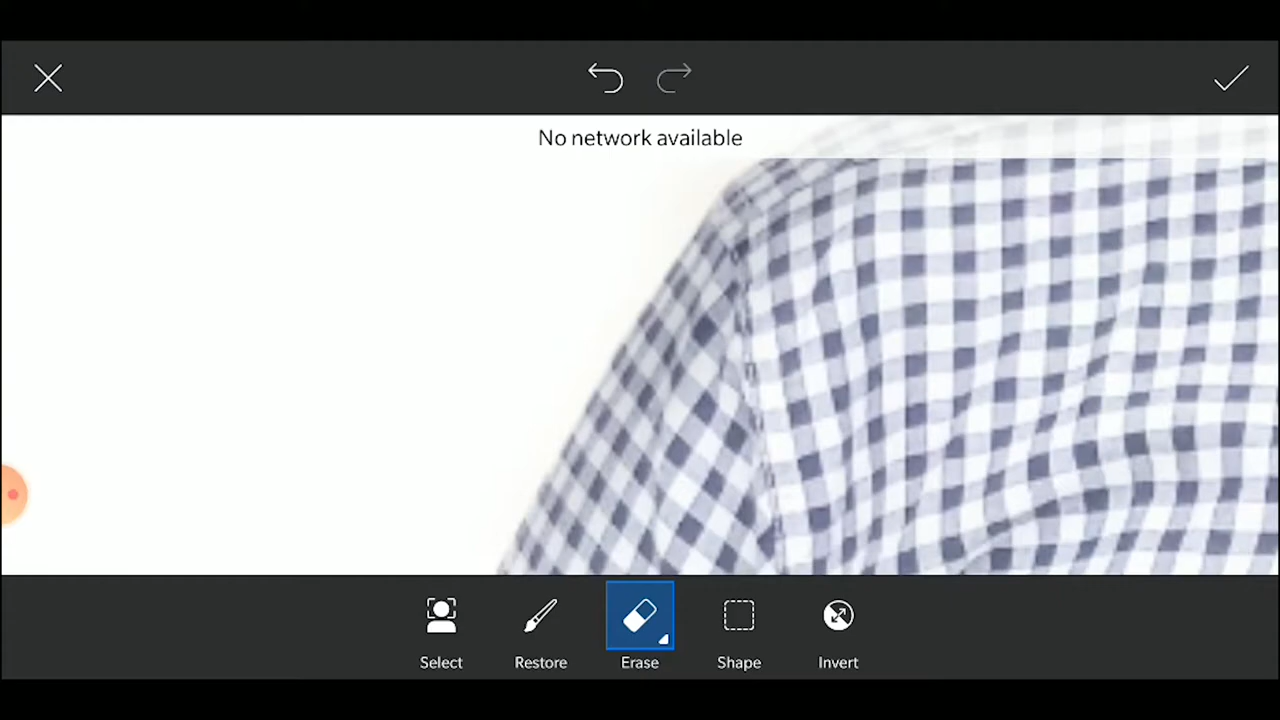 No network available
Select
Restore
Erase
Shape
Invert